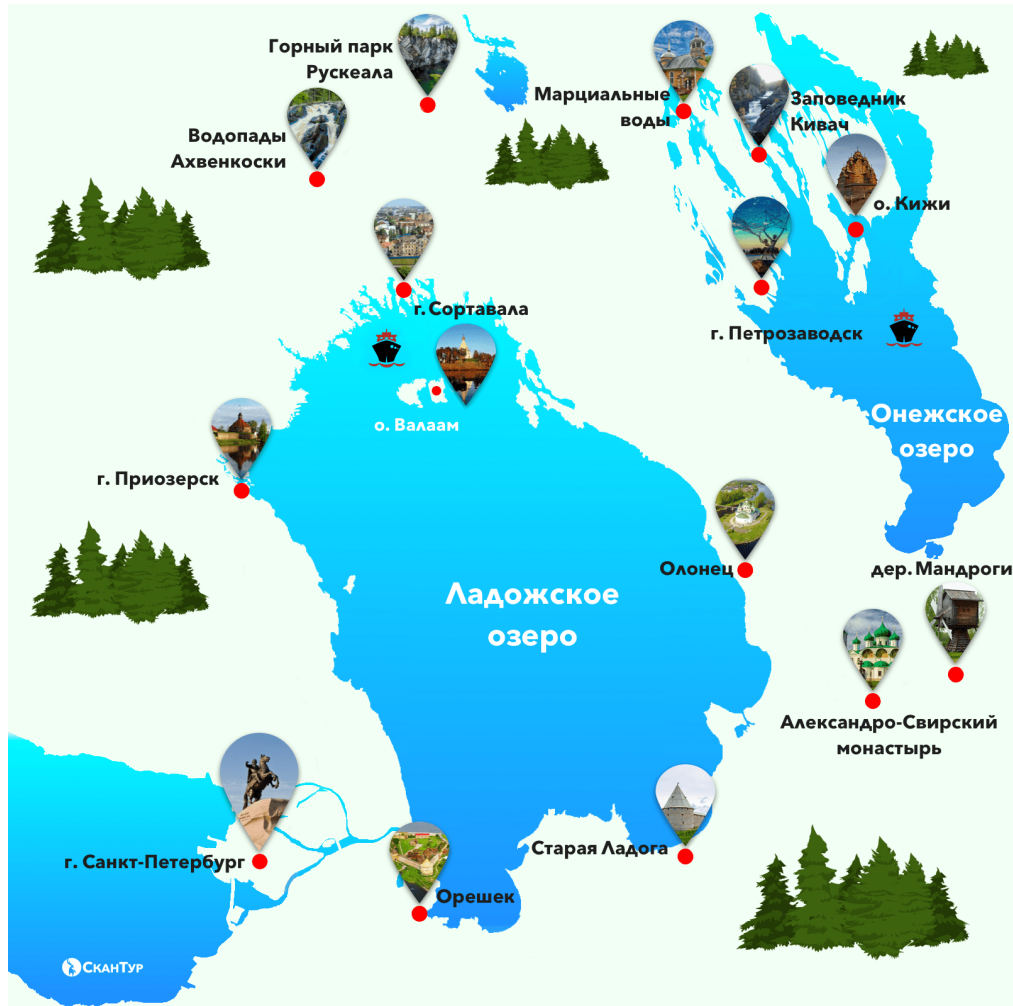 Горный парк
Рускеала
Марциальные
воды
Заповедник
Кивач
Водопады
Ахвенкоски
о. Кижи
г. Сортавала
г. Петрозаводск
о. Валаам
Онежское
озеро
г. Приозерск
Олонец
дер. Мандроги
Ладожское
озеро
Александро-Свирский
монастырь
Старая Ладога
г. Санкт-Петербург
Орешек
СканТур